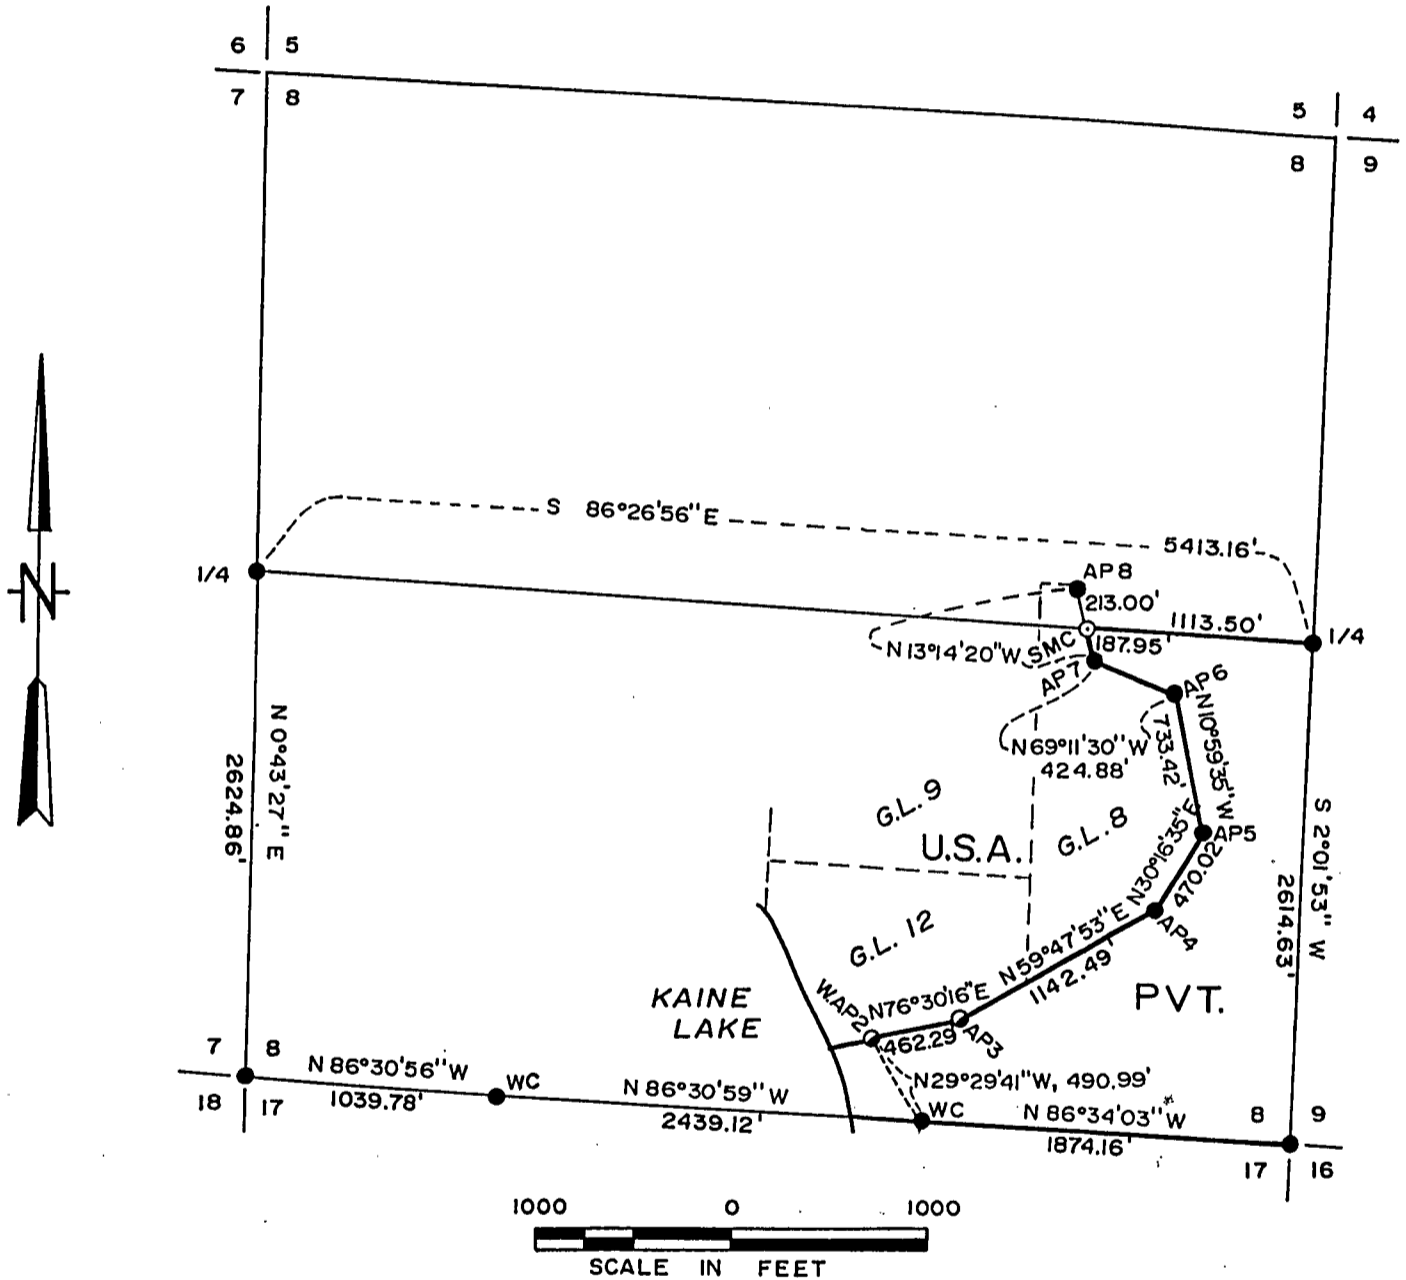 6 5
7 8
5 4
8 9
S 86°26'56" E
5413.16'
1/4
AP 8
213.00'
1113.50'
1/4
N 13°14'20" W
SMC
187.95'
AP 7
AP6
N
N 69°11'30" W
424.88'
733.42'
N10°59'35" W
N 0°43'27" E
2624.86'
G.L. 9
U.S.A.
G.L. 8
AP5
N30°16'35" E
470.02'
S 2°01'53" W
2614.63'
G.L. 12
N 59°47'53" E
1142.49'
AP4
PVT.
KAINE
LAKE
W.AP2
N76°30'16" E
462.29'
AP3
7 8
18 17
N 86°30'56" W
1039.78'
WC
N 86°30'59" W
2439.12'
N29°29'41" W, 490.99'
WC
N 86°34'03" W
1874.16'
8 9
17 16
1000 0 1000
SCALE IN FEET